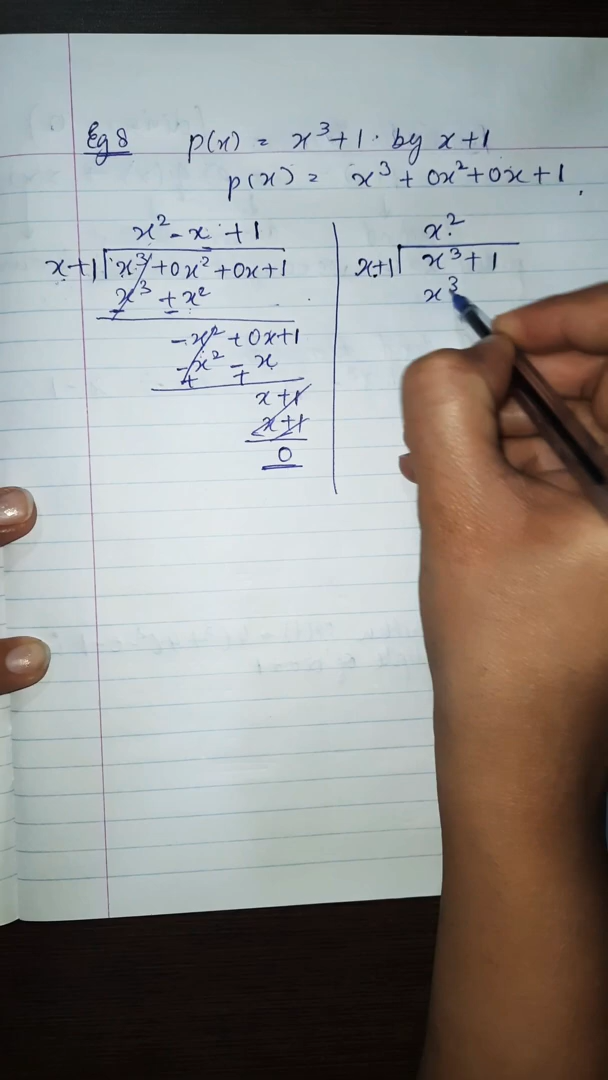 Eg 8 p(x) = x³+1. by x+1
p(x) = x³ + 0x² + 0x + 1.
x² - x + 1
x+1 x³ + 0x² + 0x + 1
x³ + x²
-
-x² + 0x + 1
-x² - x
+ +
x+1
x+1
0
x²
x+1 x³ + 1
x³